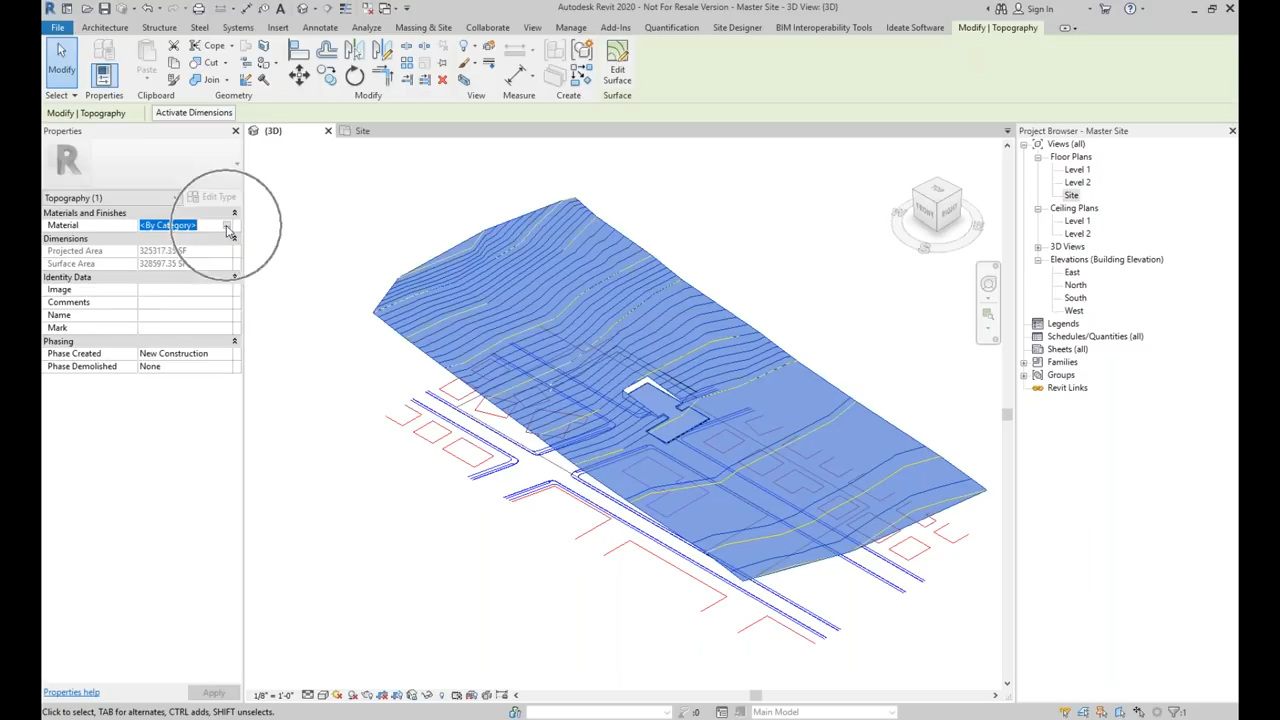 Autodesk Revit 2020 - Not For Resale Version - Master Site - 3D View: {3D}
Sign In
File Architecture Structure Steel Systems Insert Annotate Analyze Massing & Site Collaborate View Manage Add-Ins Quantification Site Designer BIM Interoperability Tools Ideate Software Modify | Topography
Modify
Paste
Cope
Cut
Join
Edit Surface
Select Properties Clipboard Geometry Modify View Measure Create Surface
Modify | Topography Activate Dimensions
Properties
{3D}
Site
Project Browser - Master Site
R
Topography (1) Edit Type
Materials and Finishes
Material <By Category>
Dimensions
Projected Area 325317.35 SF
Surface Area 328597.35 SF
Identity Data
Image
Comments
Name
Mark
Phasing
Phase Created New Construction
Phase Demolished None
Properties help Apply
TOP
FRONT RIGHT
Views (all)
Floor Plans
Level 1
Level 2
Site
Ceiling Plans
Level 1
Level 2
3D Views
Elevations (Building Elevation)
East
North
South
West
Legends
Schedules/Quantities (all)
Sheets (all)
Families
Groups
Revit Links
1/8" = 1'-0"
Click to select, TAB for alternates, CTRL adds, SHIFT unselects.
:0
Main Model
:1